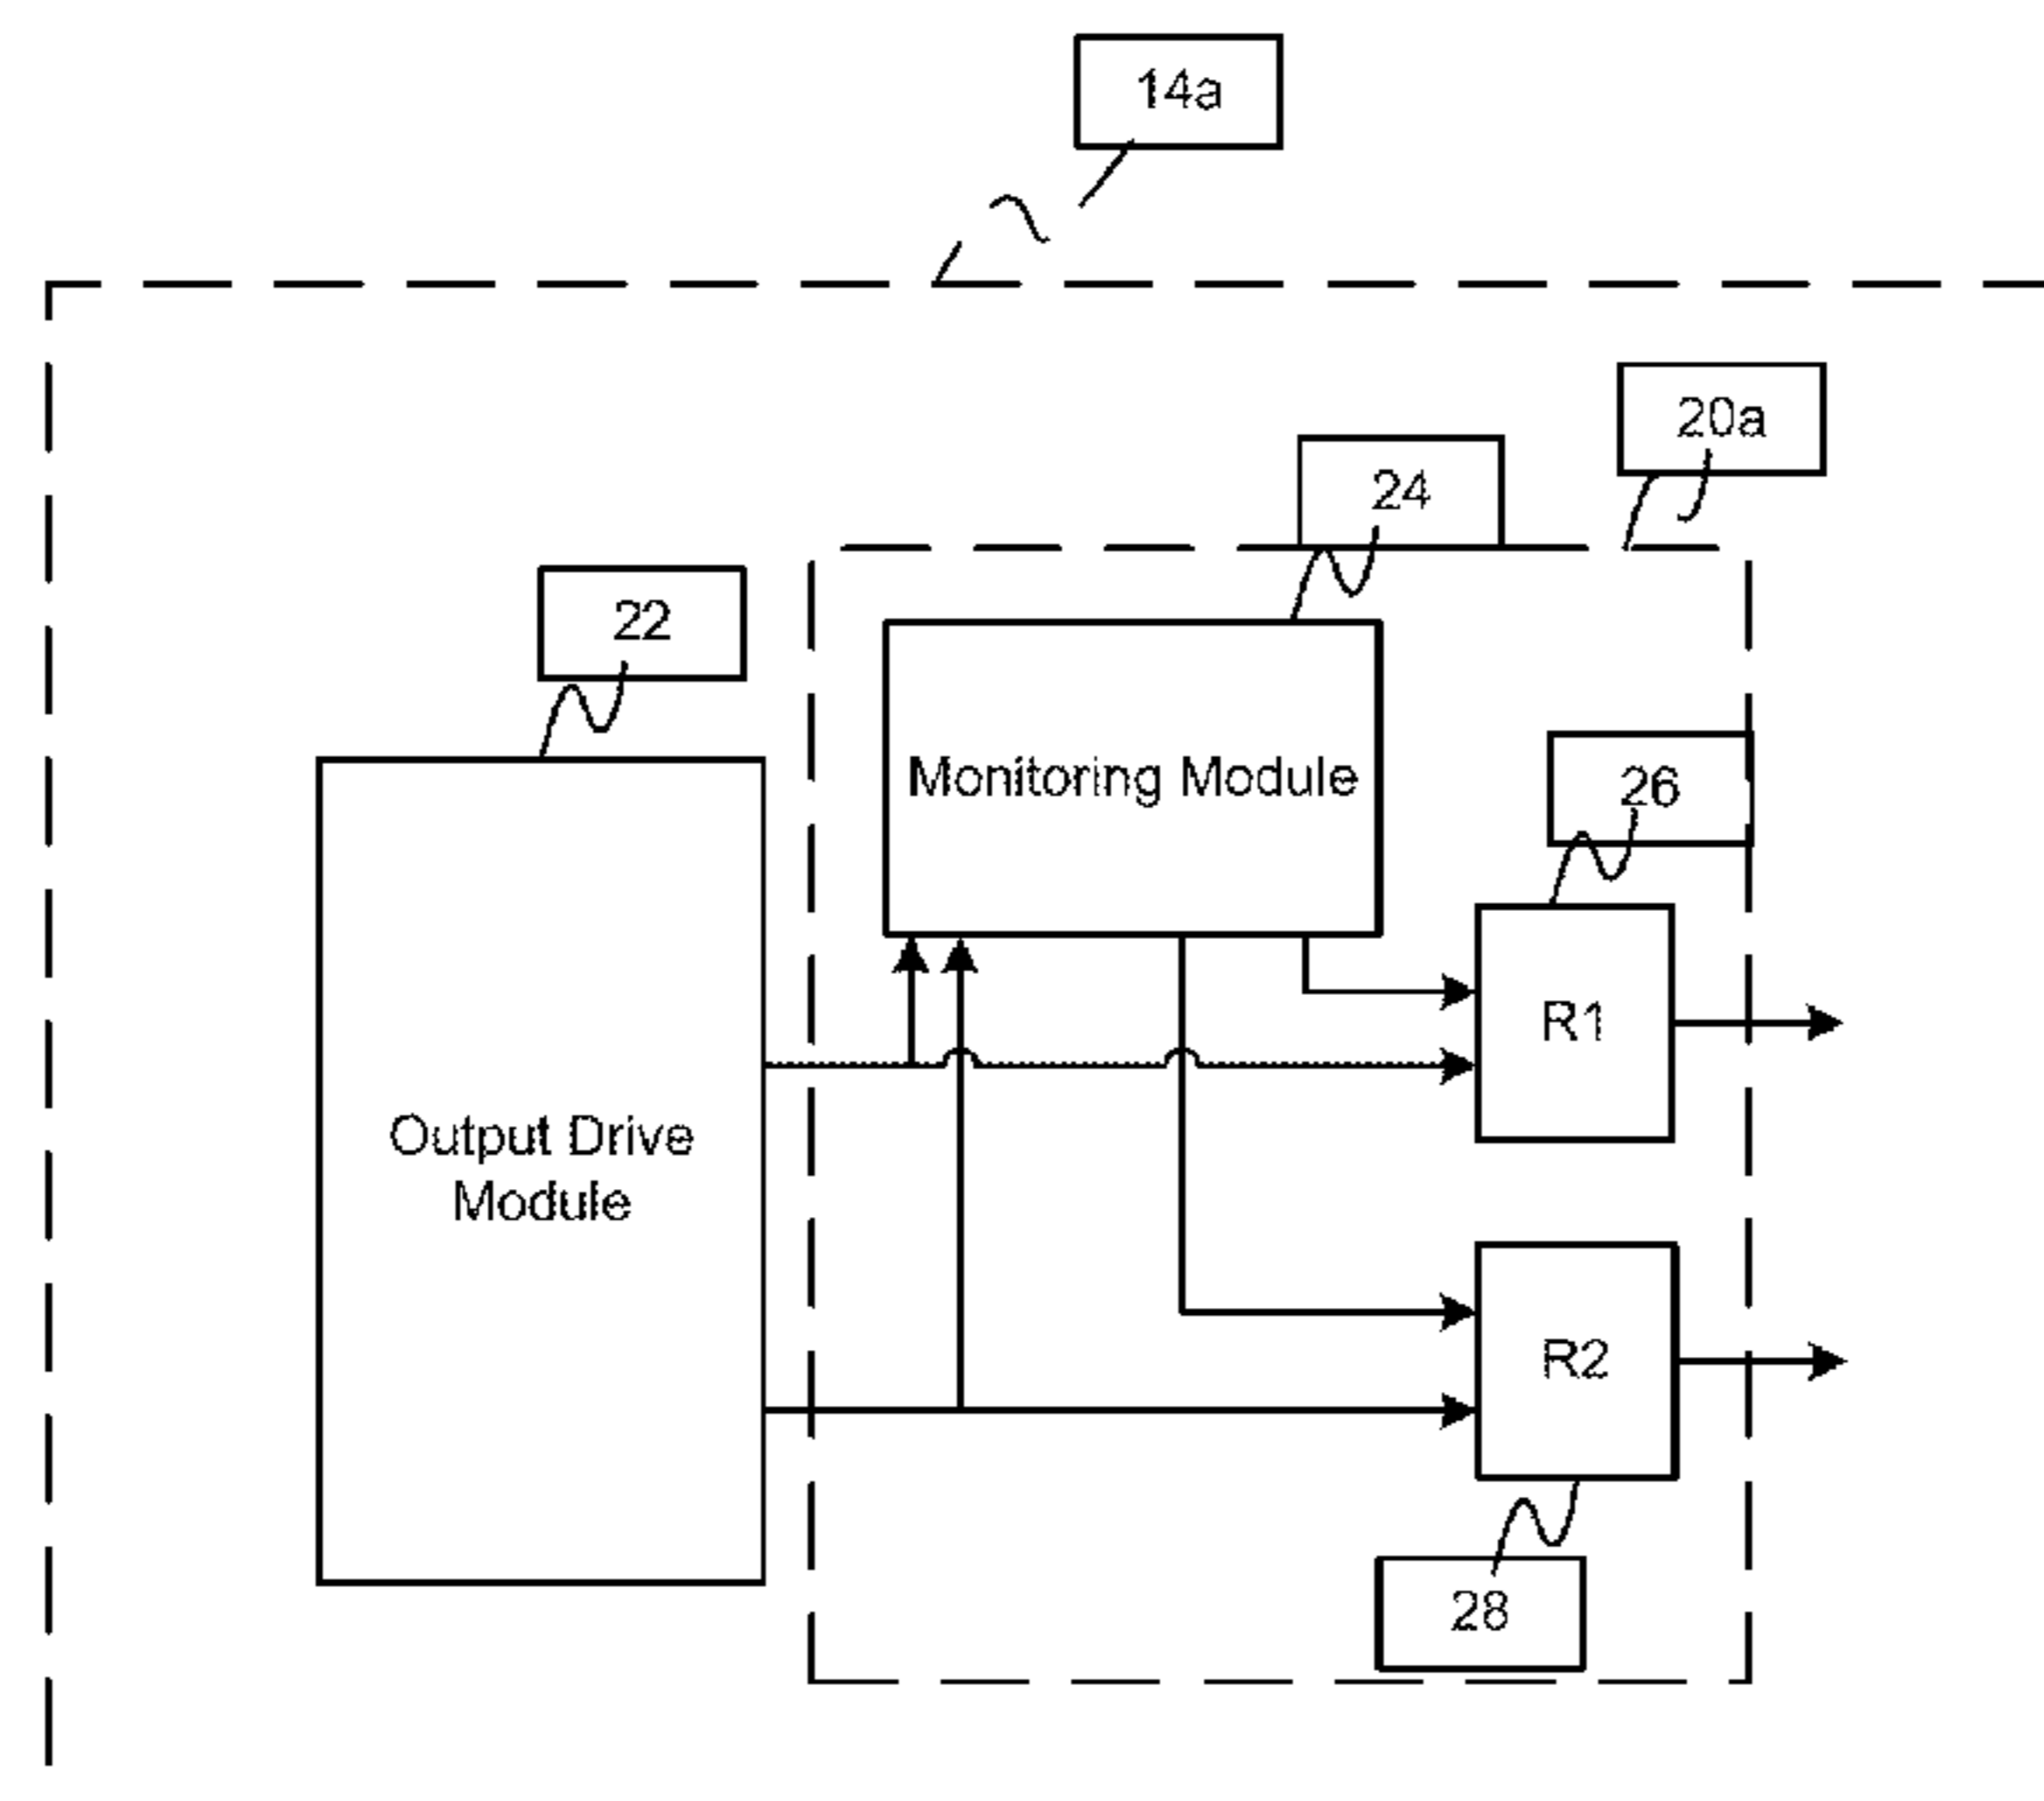 14a
20a
24
22
Monitoring Module
26
R1
Output Drive
Module
R2
28